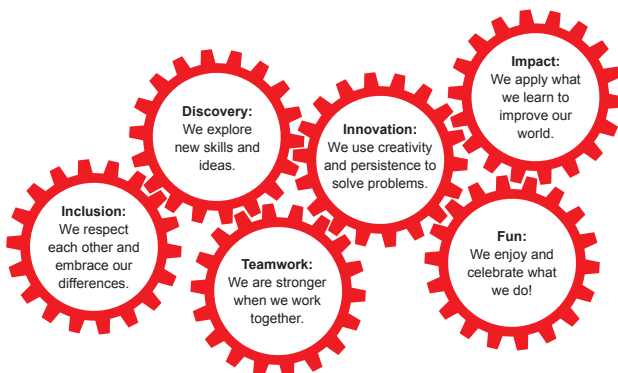 Discovery:
We explore
new skills and
ideas.
Innovation:
We use creativity
and persistence to
solve problems.
Impact:
We apply what
we learn to
improve our
world.
Inclusion:
We respect
each other and
embrace our
differences.
Teamwork:
We are stronger
when we work
together.
Fun:
We enjoy and
celebrate what
we do!